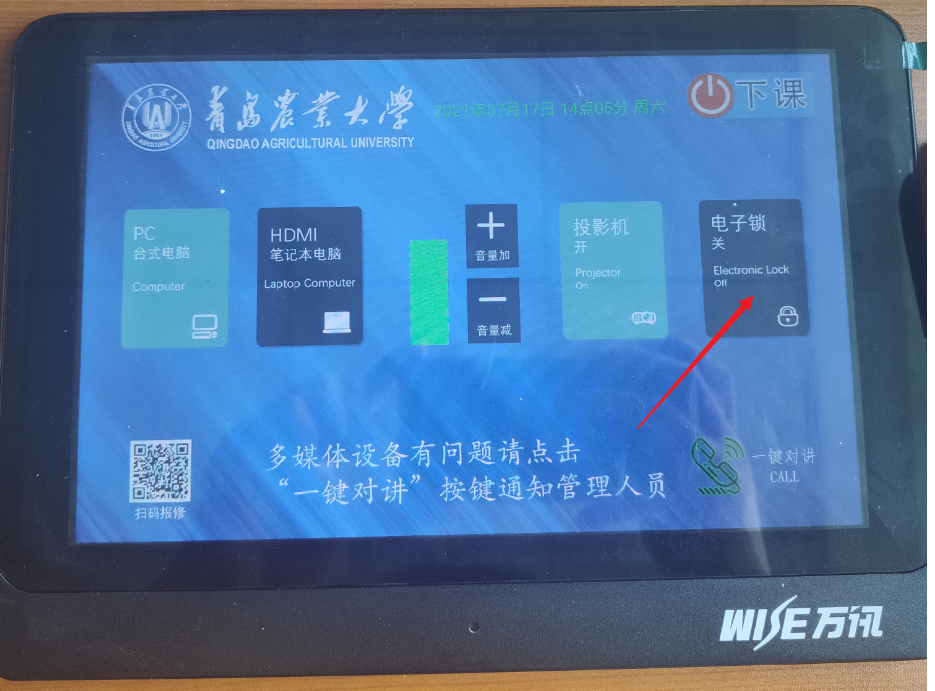 青岛农业大学
QINGDAO AGRICULTURAL UNIVERSITY
2021年07月17日 14点05分 周六
下课
PC
台式电脑
Computer
HDMI
笔记本电脑
Laptop Computer
音量加
音量减
投影机
开
Projector
On
电子锁
关
Electronic Lock
Off
扫码报修
多媒体设备有问题请点击
“一键对讲”按键通知管理人员
一键对讲
CALL
WISE万讯